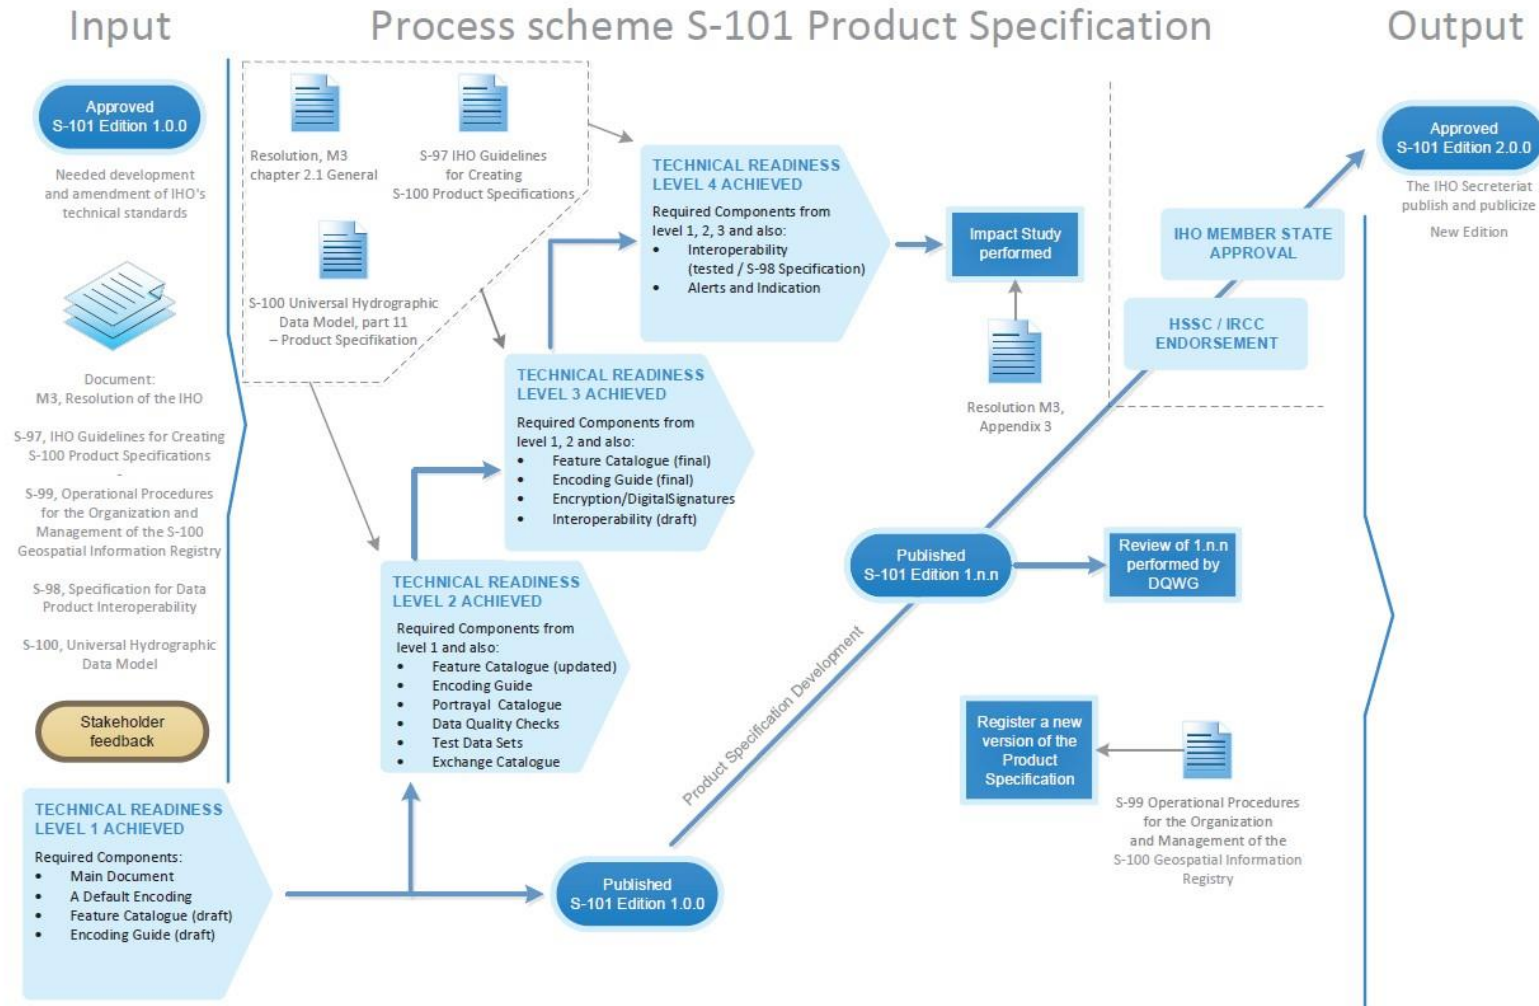 Input
Process scheme S-101 Product Specification
Output
Approved
S-101 Edition 1.0.0
Needed development
and amendment of IHO's
technical standards
Document:
M3, Resolution of the IHO
S-97, IHO Guidelines for Creating
S-100 Product Specifications
-
S-99, Operational Procedures
for the Organization and
Management of the S-100
Geospatial Information Registry
S-98, Specification for Data
Product Interoperability
S-100, Universal Hydrographic
Data Model
Stakeholder
feedback
TECHNICAL READINESS
LEVEL 1 ACHIEVED
Required Components:
• Main Document
• A Default Encoding
• Feature Catalogue (draft)
• Encoding Guide (draft)
Resolution, M3
chapter 2.1 General
S-97 IHO Guidelines
for Creating
S-100 Product Specifications
S-100 Universal Hydrographic
Data Model, part 11
– Product Specifikation
TECHNICAL READINESS
LEVEL 2 ACHIEVED
Required Components from
level 1 and also:
• Feature Catalogue (updated)
• Encoding Guide
• Portrayal Catalogue
• Data Quality Checks
• Test Data Sets
• Exchange Catalogue
TECHNICAL READINESS
LEVEL 3 ACHIEVED
Required Components from
level 1, 2 and also:
• Feature Catalogue (final)
• Encoding Guide (final)
• Encryption/DigitalSignatures
• Interoperability (draft)
TECHNICAL READINESS
LEVEL 4 ACHIEVED
Required Components from
level 1, 2, 3 and also:
• Interoperability
(tested / S-98 Specification)
• Alerts and Indication
Impact Study
performed
Resolution M3,
Appendix 3
Published
S-101 Edition 1.0.0
Product Specification Development
Published
S-101 Edition 1.n.n
Review of 1.n.n
performed by
DQWG
Register a new
version of the
Product
Specification
S-99 Operational Procedures
for the Organization
and Management of the
S-100 Geospatial Information
Registry
HSSC / IRCC
ENDORSEMENT
IHO MEMBER STATE
APPROVAL
Approved
S-101 Edition 2.0.0
The IHO Secreteriat
publish and publicize
New Edition